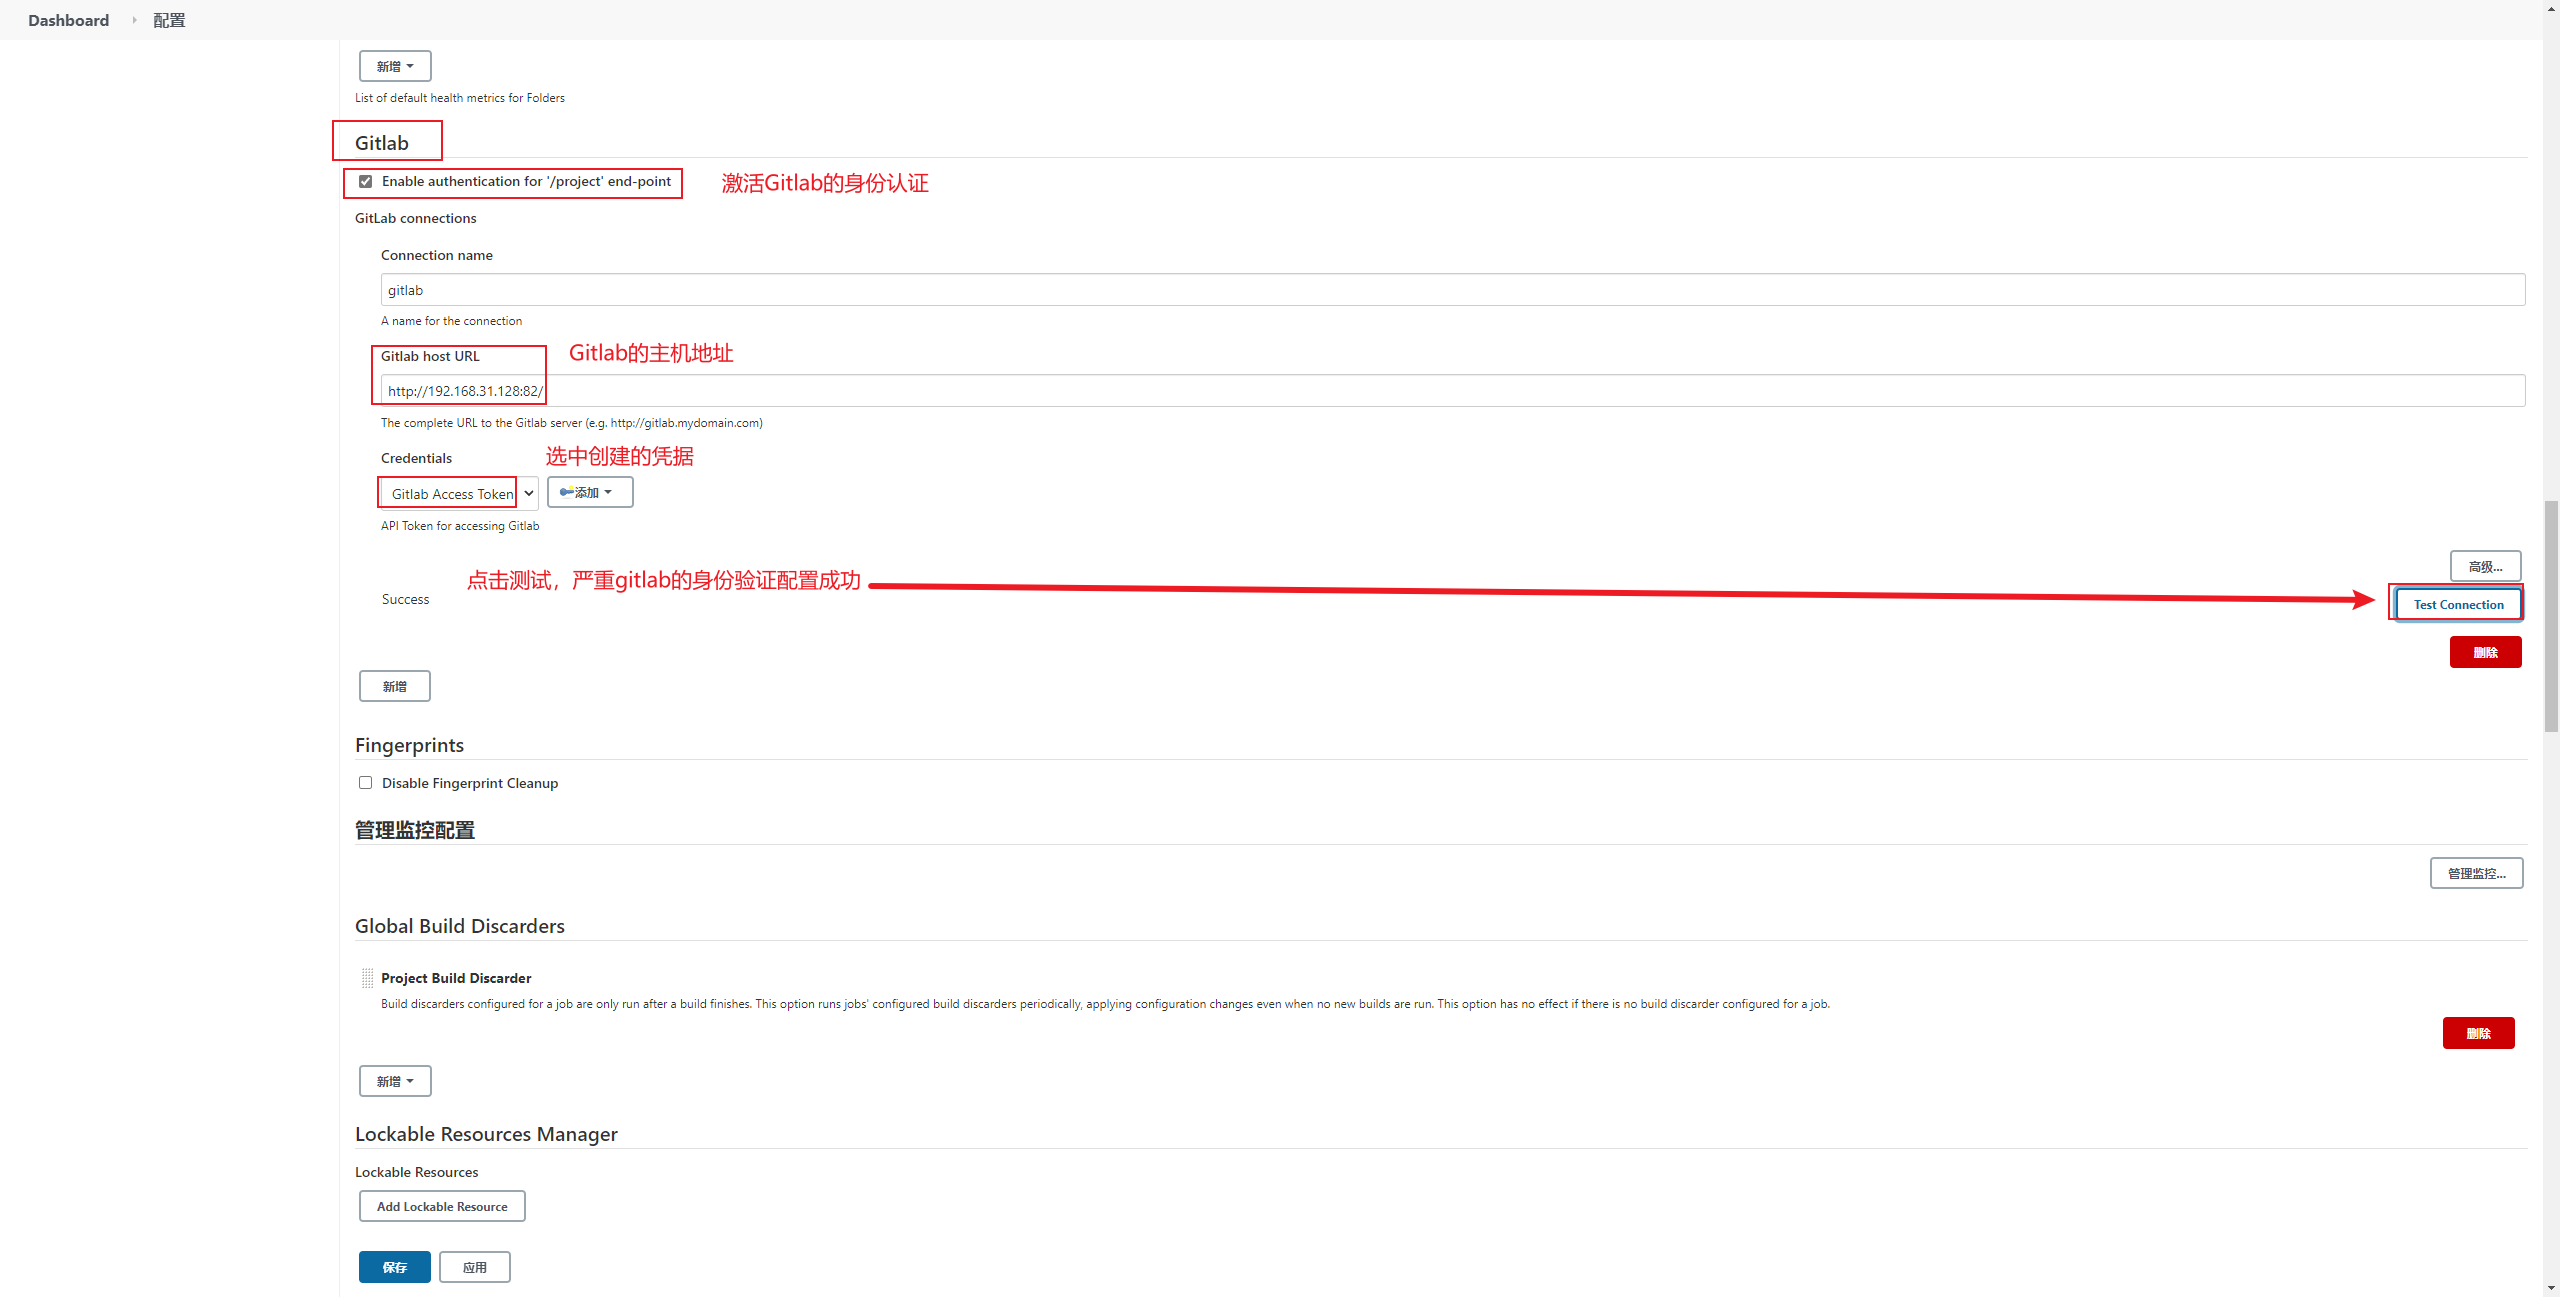 Dashboard
配置
新增
List of default health metrics for Folders
Gitlab
Enable authentication for '/project' end-point
激活Gitlab的身份认证
GitLab connections
Connection name
gitlab
A name for the connection
Gitlab host URL
Gitlab的主机地址
http://192.168.31.128:82/
The complete URL to the Gitlab server (e.g. http://gitlab.mydomain.com)
Credentials
选中创建的凭据
Gitlab Access Token
添加
API Token for accessing Gitlab
高级...
点击测试，严重gitlab的身份验证配置成功
Success
Test Connection
删除
新增
Fingerprints
Disable Fingerprint Cleanup
管理监控配置
管理监控...
Global Build Discarders
Project Build Discarder
Build discarders configured for a job are only run after a build finishes. This option runs jobs' configured build discarders periodically, applying configuration changes even when no new builds are run. This option has no effect if there is no build discarder configured for a job.
删除
新增
Lockable Resources Manager
Lockable Resources
Add Lockable Resource
保存
应用